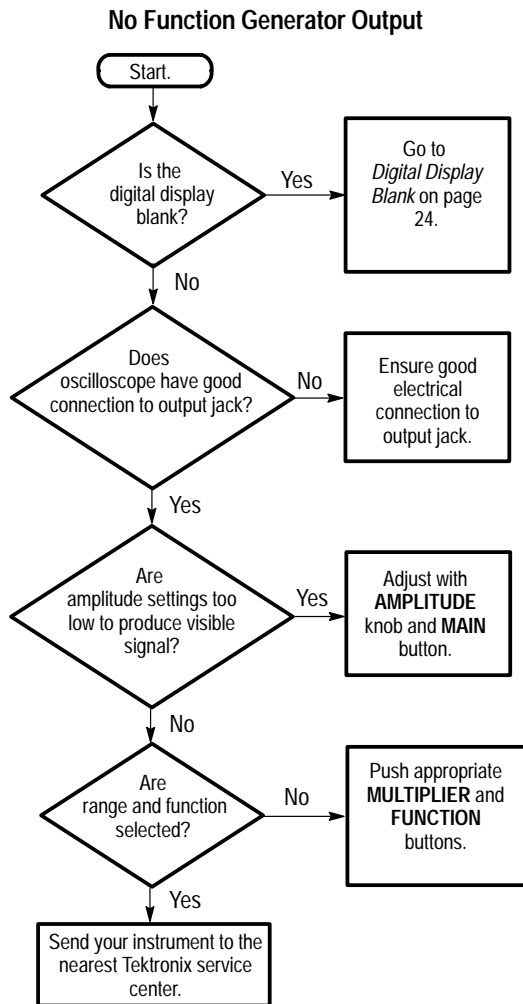 No Function Generator Output
Start.
Is the
digital display
blank?
Yes
Go to
Digital Display
Blank on page
24.
No
Does
oscilloscope have good
connection to output jack?
No
Ensure good
electrical
connection to
output jack.
Yes
Are
amplitude settings too
low to produce visible
signal?
Yes
Adjust with
AMPLITUDE
knob and MAIN
button.
No
Are
range and function
selected?
No
Push appropriate
MULTIPLIER and
FUNCTION
buttons.
Yes
Send your instrument to the
nearest Tektronix service
center.